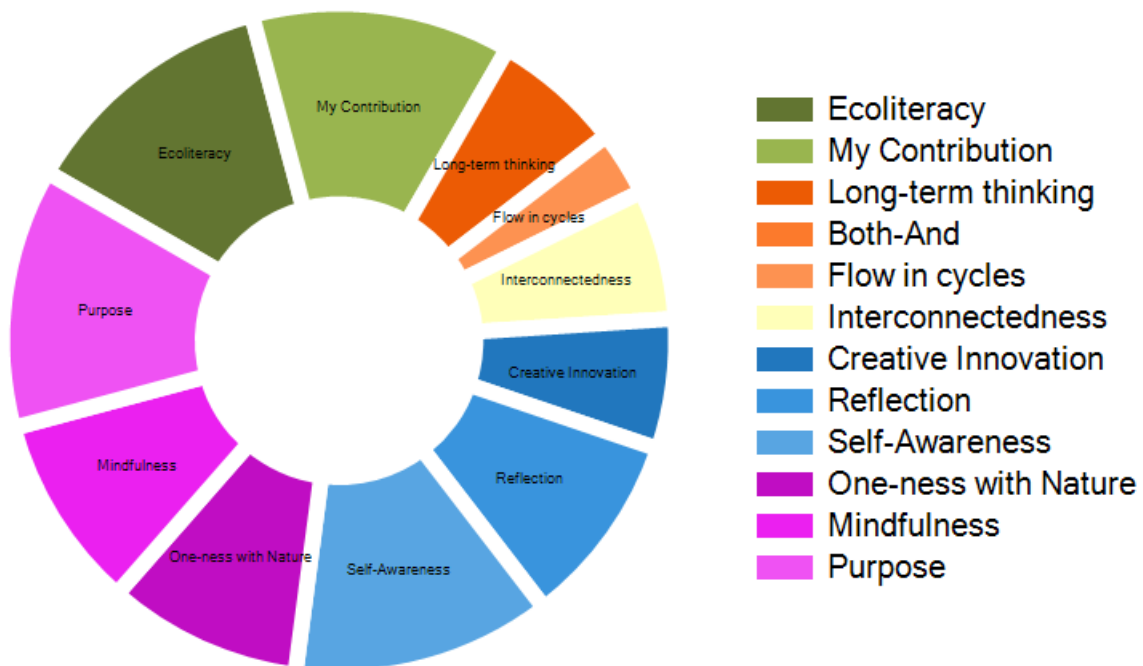 My Contribution
Ecoliteracy
Long-term thinking
Flow in cycles
Interconnectedness
Purpose
Creative Innovation
Mindfulness
Reflection
One-ness with Nature
Self-Awareness
Ecoliteracy
My Contribution
Long-term thinking
Both-And
Flow in cycles
Interconnectedness
Creative Innovation
Reflection
Self-Awareness
One-ness with Nature
Mindfulness
Purpose